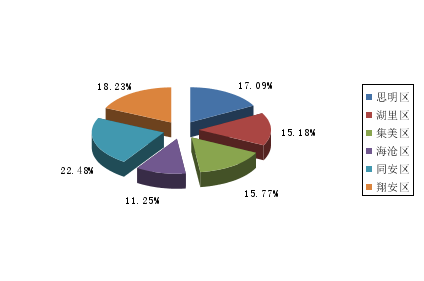 18.23%
17.09%
15.18%
22.48%
11.25%
15.77%
思明区
湖里区
集美区
海沧区
同安区
翔安区